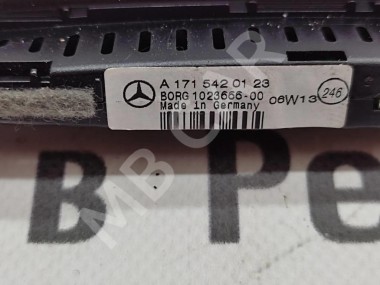 A 171 542 01 23
BORG 1023666-00
Made in Germany
06W13
246
B Pe